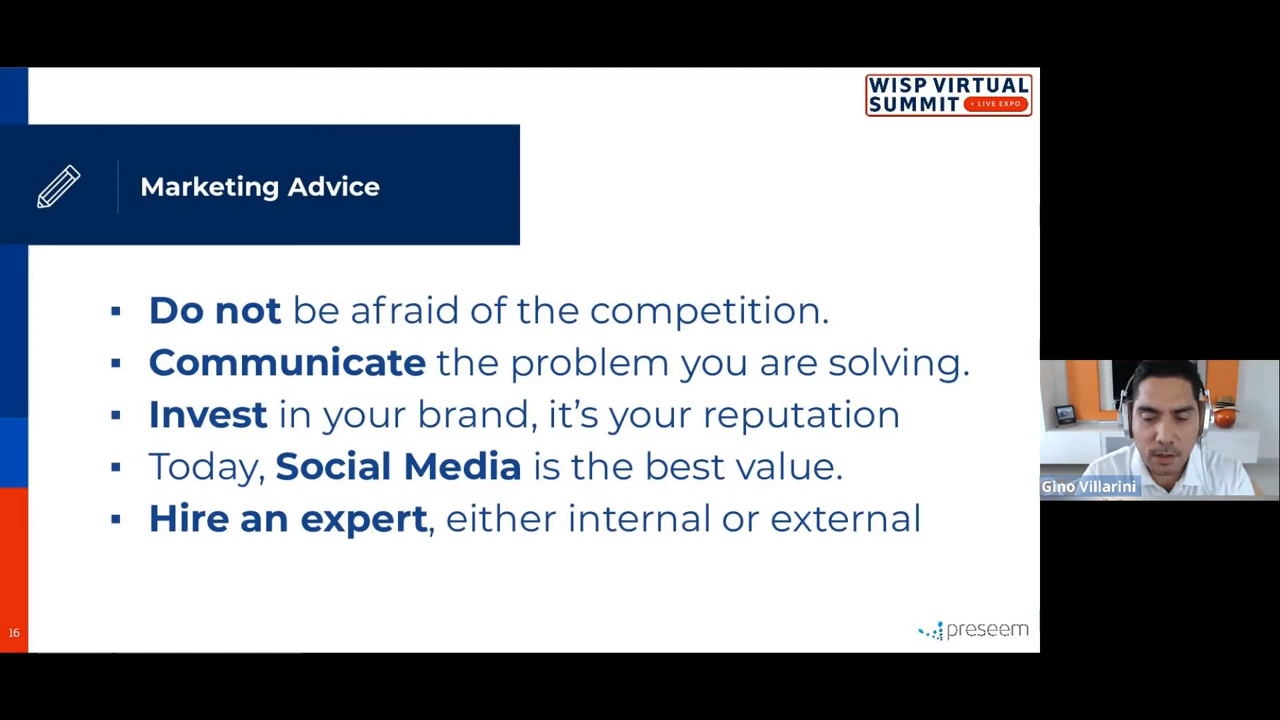 WISP VIRTUAL
SUMMIT + LIVE EXPO
Marketing Advice
▪ Do not be afraid of the competition.
▪ Communicate the problem you are solving.
▪ Invest in your brand, it's your reputation
▪ Today, Social Media is the best value.
▪ Hire an expert, either internal or external
Gino Villarini
16
preseem